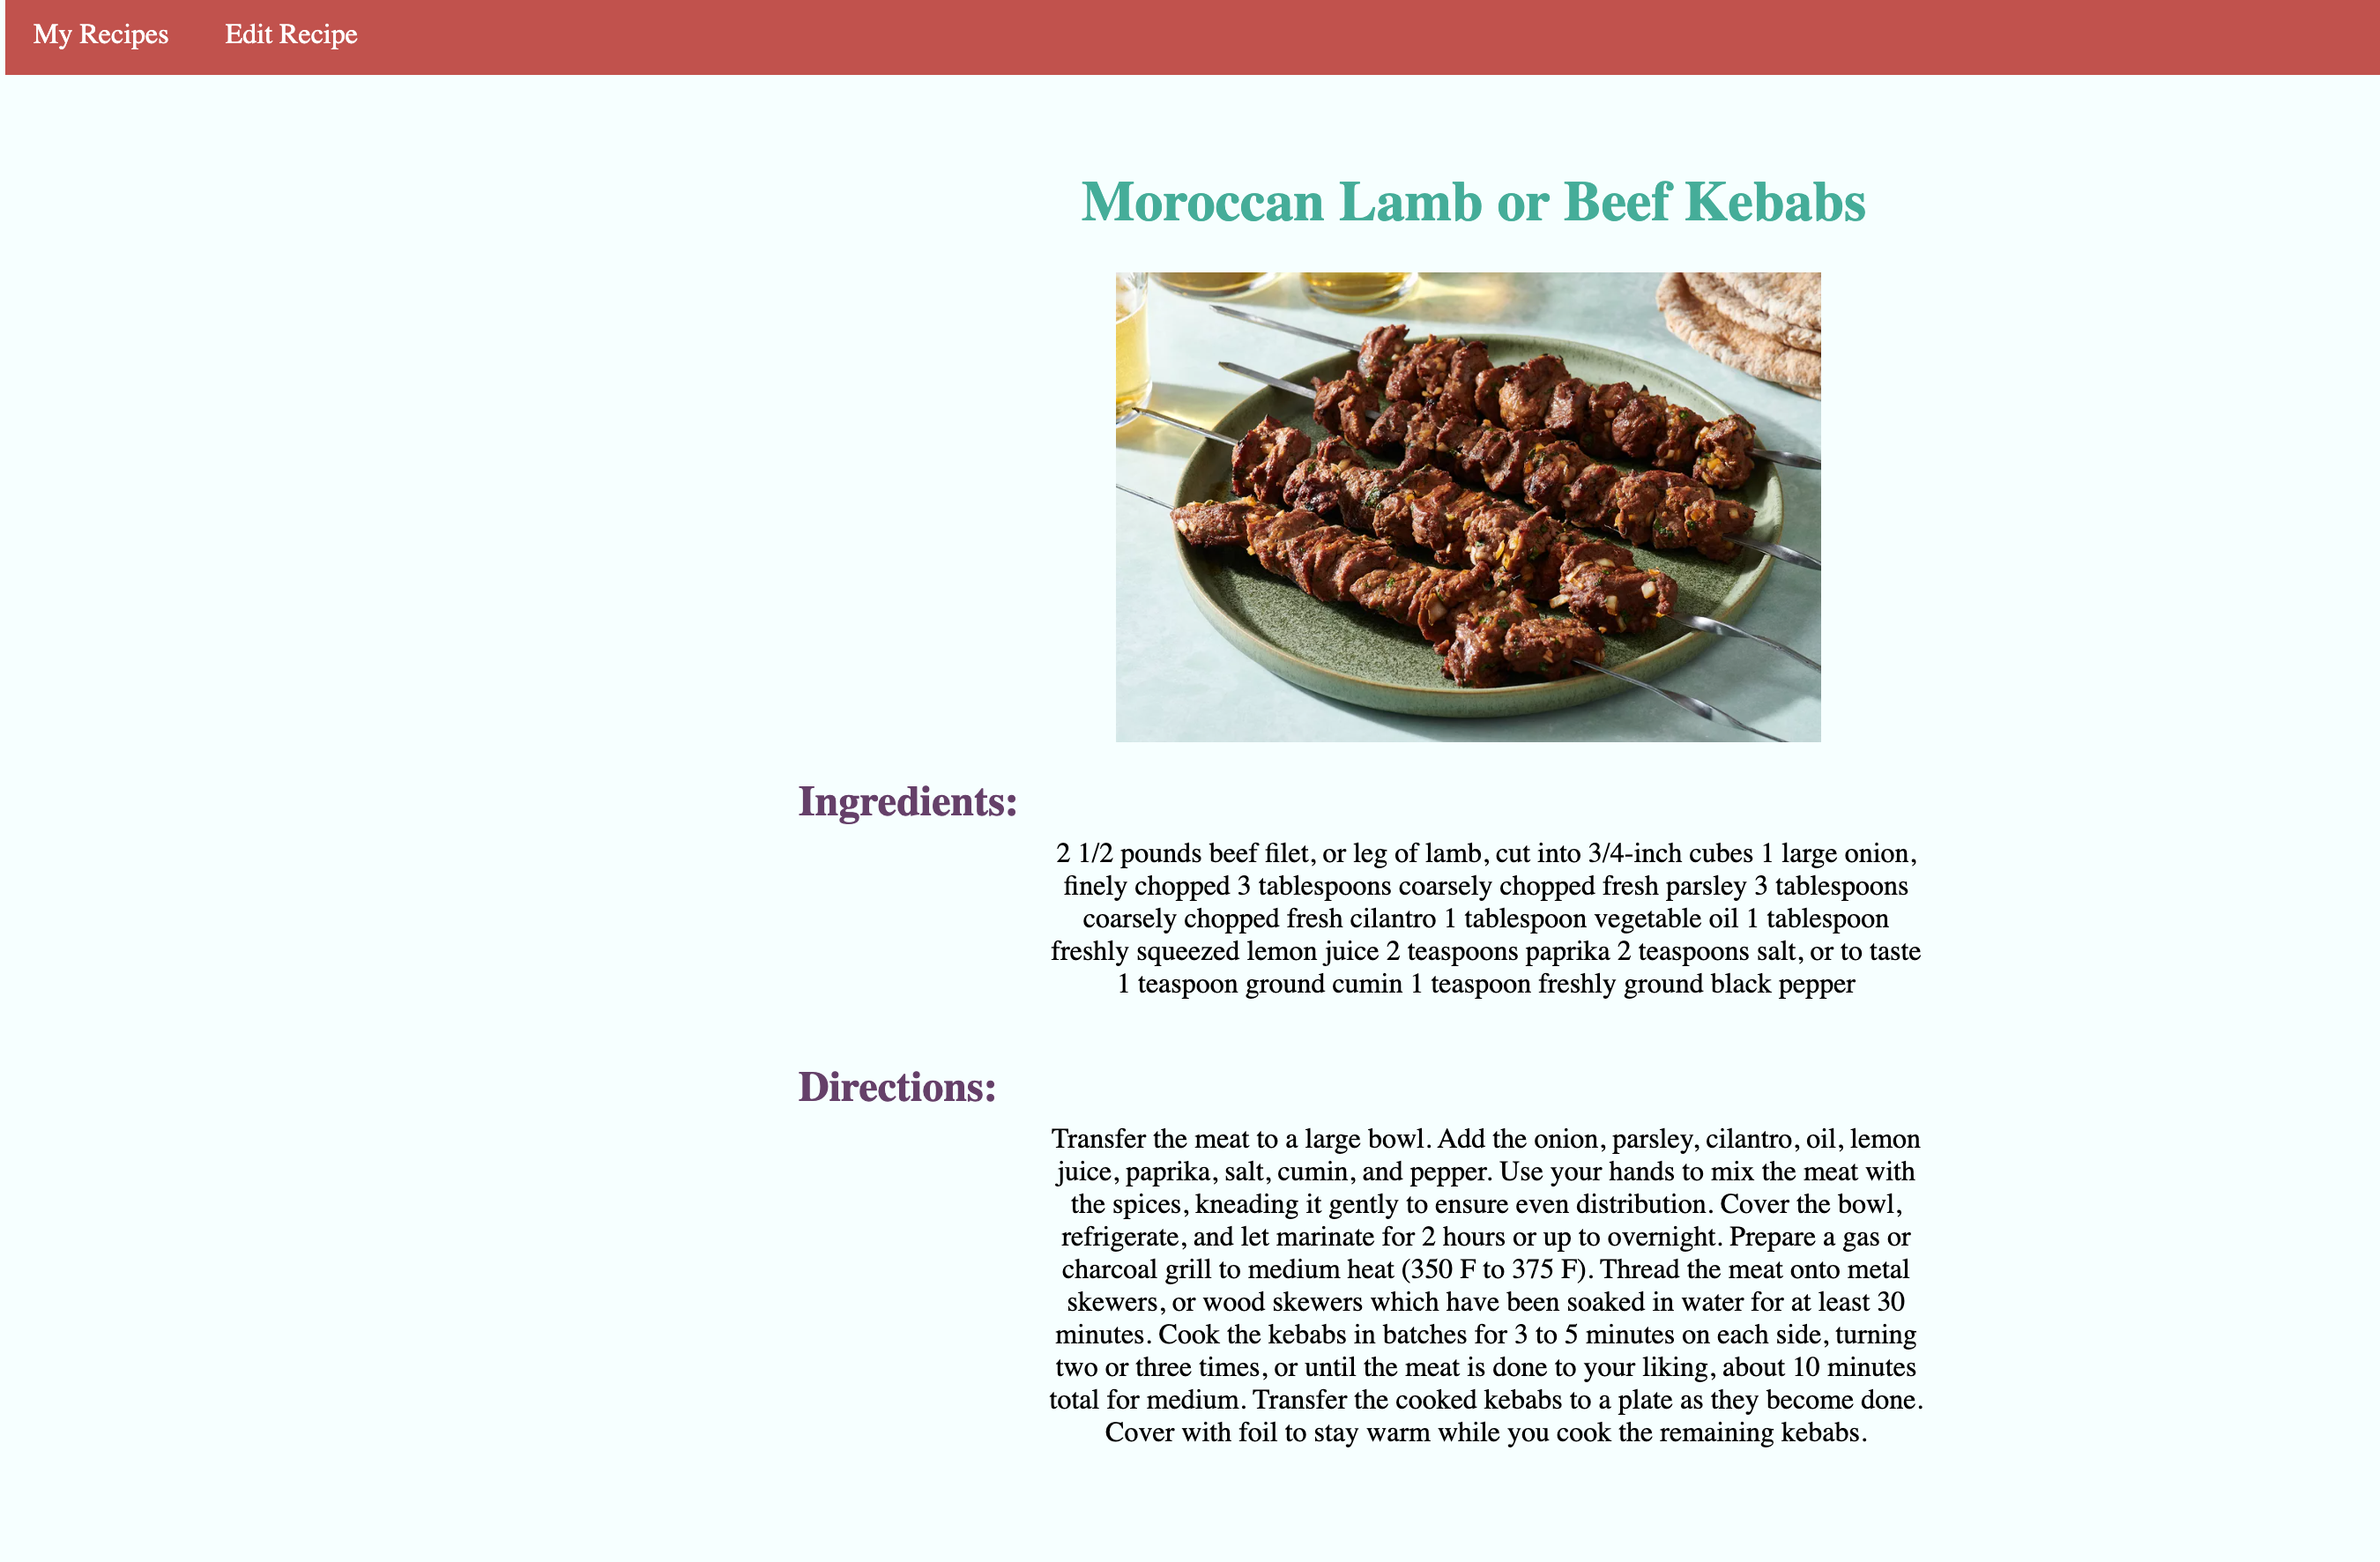 My Recipes Edit Recipe
Moroccan Lamb or Beef Kebabs
Ingredients:
2 1/2 pounds beef filet, or leg of lamb, cut into 3/4-inch cubes 1 large onion,
finely chopped 3 tablespoons coarsely chopped fresh parsley 3 tablespoons
coarsely chopped fresh cilantro 1 tablespoon vegetable oil 1 tablespoon
freshly squeezed lemon juice 2 teaspoons paprika 2 teaspoons salt, or to taste
1 teaspoon ground cumin 1 teaspoon freshly ground black pepper
Directions:
Transfer the meat to a large bowl. Add the onion, parsley, cilantro, oil, lemon
juice, paprika, salt, cumin, and pepper. Use your hands to mix the meat with
the spices, kneading it gently to ensure even distribution. Cover the bowl,
refrigerate, and let marinate for 2 hours or up to overnight. Prepare a gas or
charcoal grill to medium heat (350 F to 375 F). Thread the meat onto metal
skewers, or wood skewers which have been soaked in water for at least 30
minutes. Cook the kebabs in batches for 3 to 5 minutes on each side, turning
two or three times, or until the meat is done to your liking, about 10 minutes
total for medium. Transfer the cooked kebabs to a plate as they become done.
Cover with foil to stay warm while you cook the remaining kebabs.